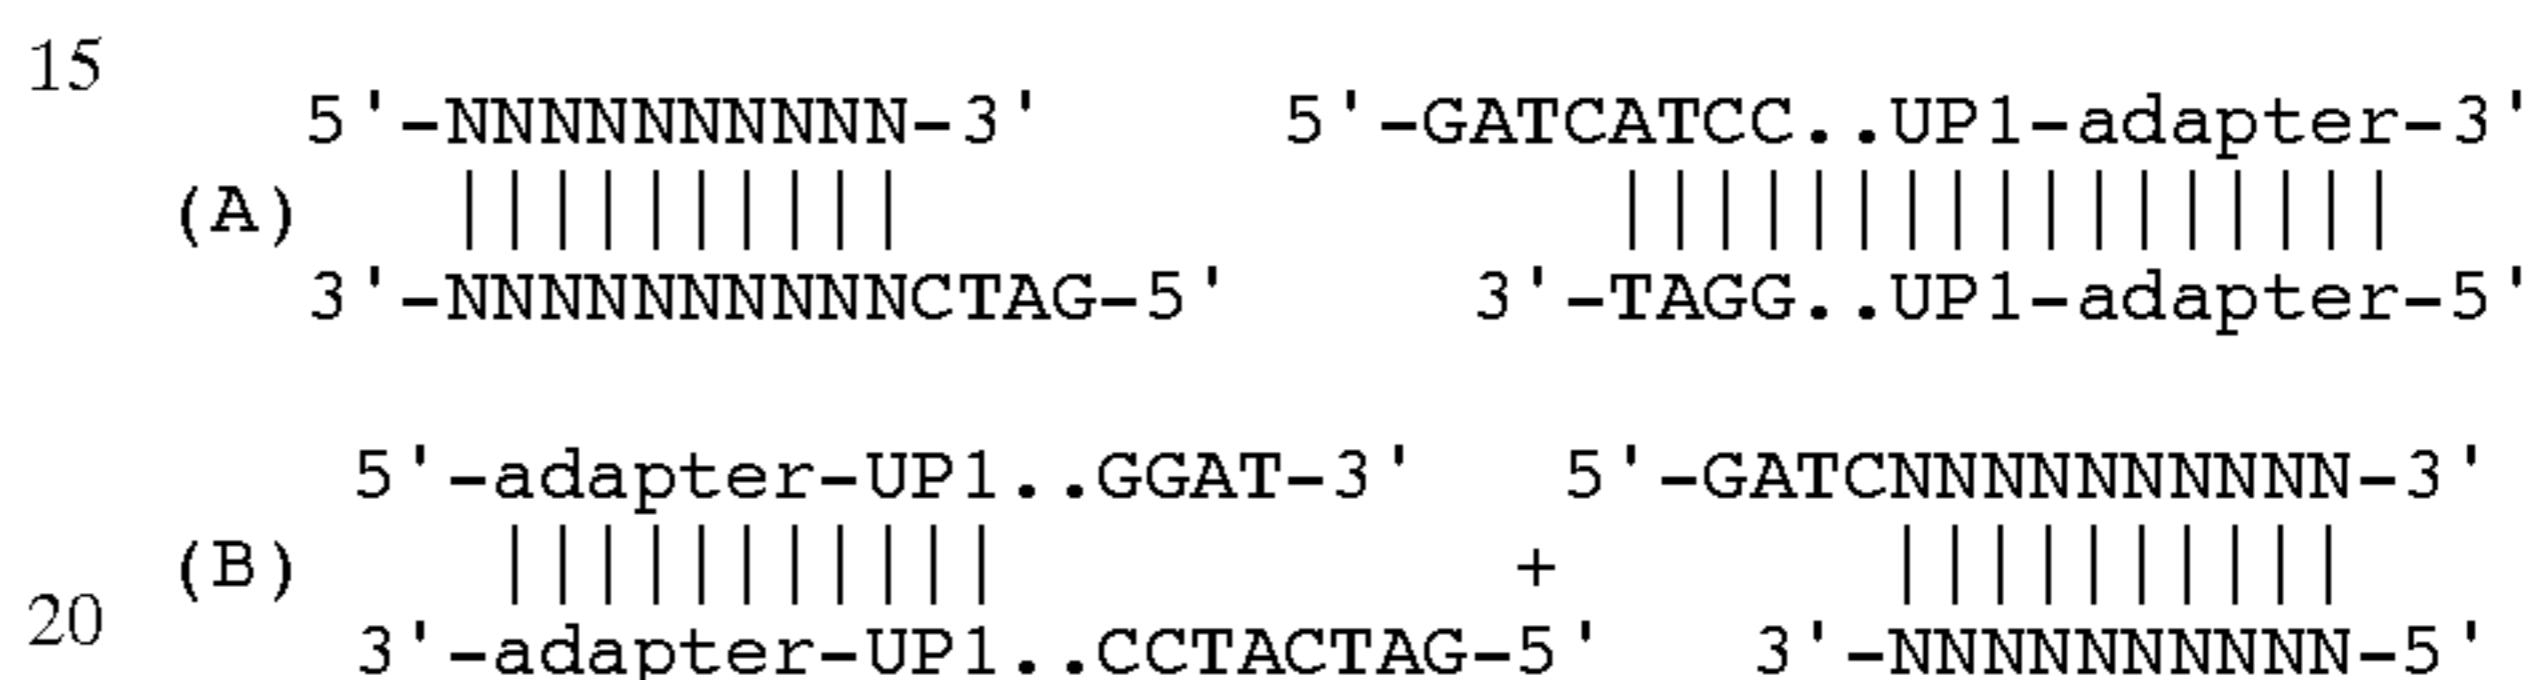 15
5'-NNNNNNNNNN-3' 5'-GATCATCC..UP1-adapter-3'
(A) |||||||||| |||||||||||||||||
3'-NNNNNNNNNNCTAG-5' 3'-TAGG..UP1-adapter-5'
5'-adapter-UP1..GGAT-3' 5'-GATCNNNNNNNNNN-3'
(B) ||||||||||| + ||||||||||
20
3'-adapter-UP1..CCTACTAG-5' 3'-NNNNNNNNNN-5'